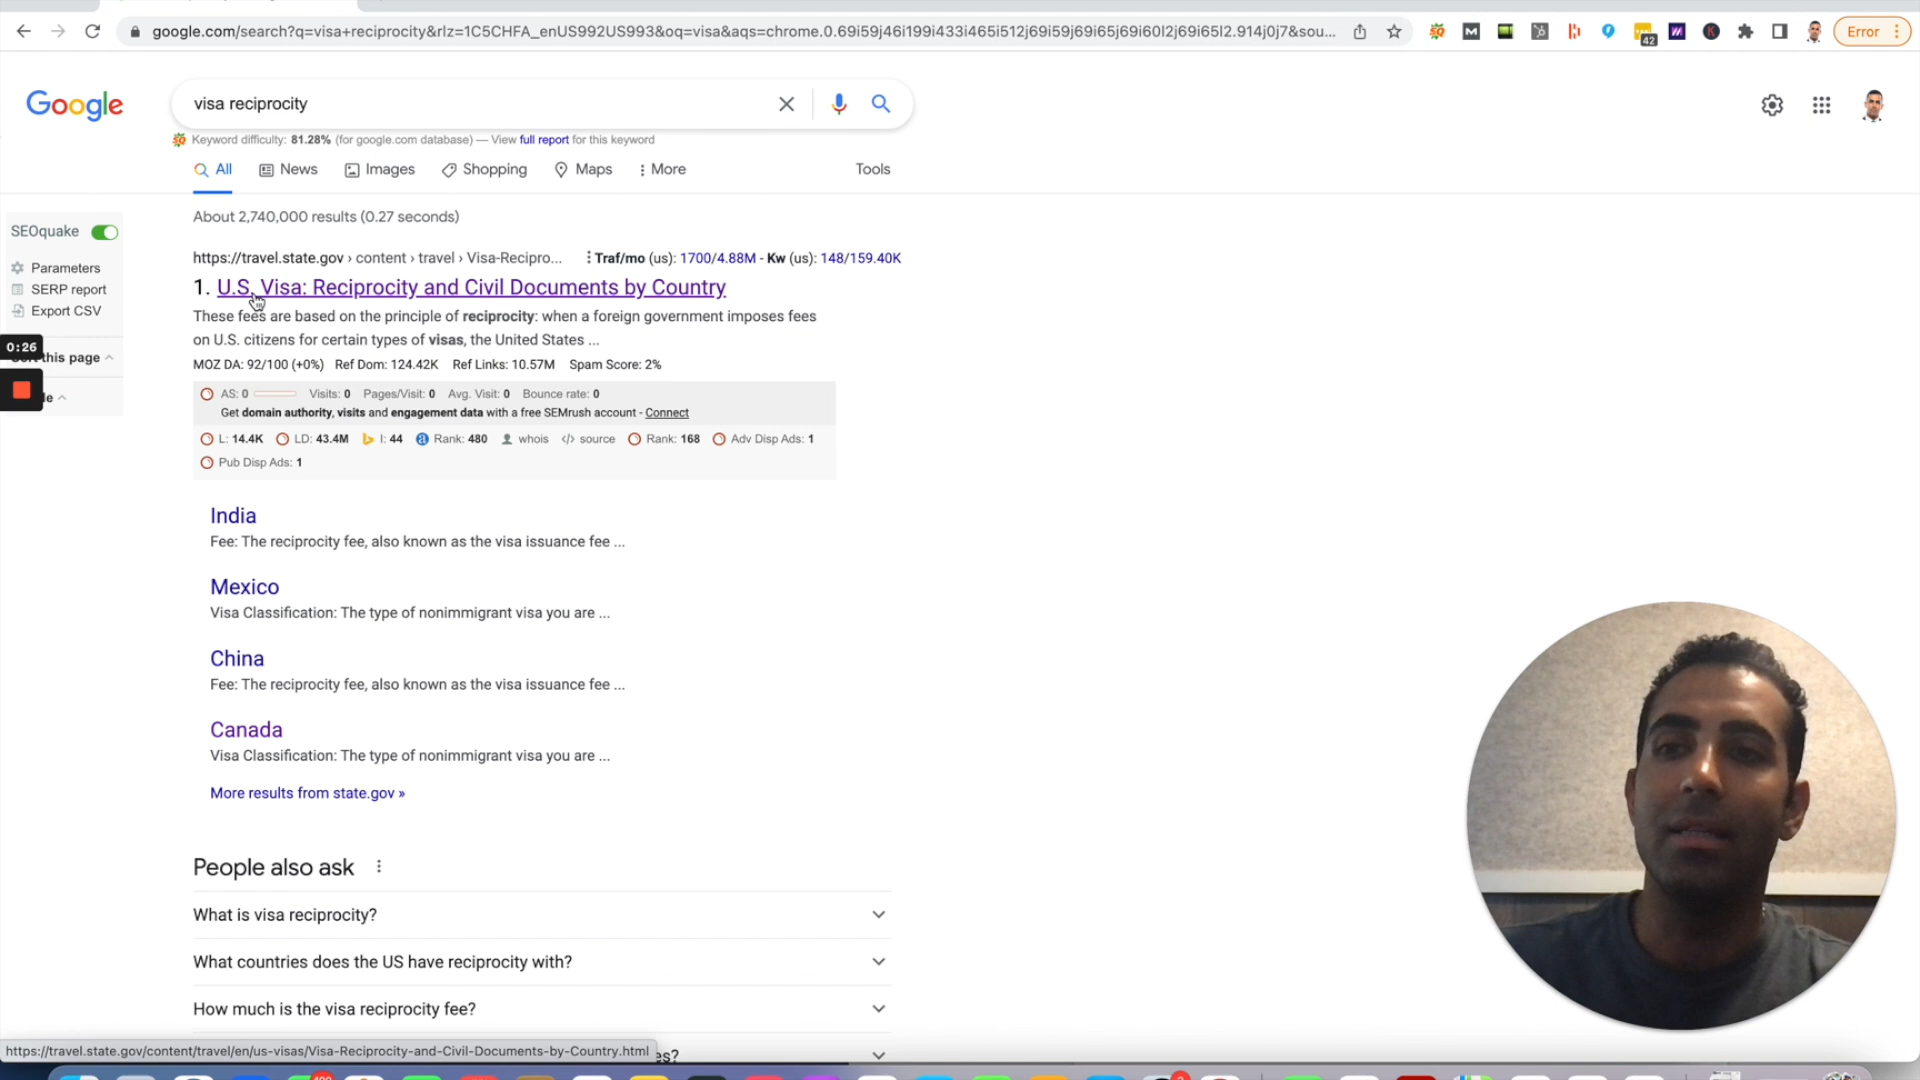 google.com/search?q=visa+reciprocity&rlz=1C5CHFA_enUS992US993&oq=visa&aqs=chrome.0.69i59j46i199i433i465i512j69i59j69i65j69i60l2j69i65l2.914j0j7&sou...
42
Error
Google
visa reciprocity
Keyword difficulty: 81.28% (for google.com database) — View full report for this keyword
All
News
Images
Shopping
Maps
More
Tools
About 2,740,000 results (0.27 seconds)
SEOquake
Parameters
SERP report
Export CSV
0:26
this page
https://travel.state.gov › content › travel › Visa-Recipro...
Traf/mo (us): 1700/4.88M - Kw (us): 148/159.40K
1. U.S. Visa: Reciprocity and Civil Documents by Country
These fees are based on the principle of reciprocity: when a foreign government imposes fees
on U.S. citizens for certain types of visas, the United States ...
MOZ DA: 92/100 (+0%) Ref Dom: 124.42K Ref Links: 10.57M Spam Score: 2%
AS: 0 Visits: 0 Pages/Visit: 0 Avg. Visit: 0 Bounce rate: 0
Get domain authority, visits and engagement data with a free SEMrush account - Connect
L: 14.4K LD: 43.4M I: 44 Rank: 480 whois </> source Rank: 168 Adv Disp Ads: 1
Pub Disp Ads: 1
India
Fee: The reciprocity fee, also known as the visa issuance fee ...
Mexico
Visa Classification: The type of nonimmigrant visa you are ...
China
Fee: The reciprocity fee, also known as the visa issuance fee ...
Canada
Visa Classification: The type of nonimmigrant visa you are ...
More results from state.gov »
People also ask
What is visa reciprocity?
What countries does the US have reciprocity with?
How much is the visa reciprocity fee?
https://travel.state.gov/content/travel/en/us-visas/Visa-Reciprocity-and-Civil-Documents-by-Country.html